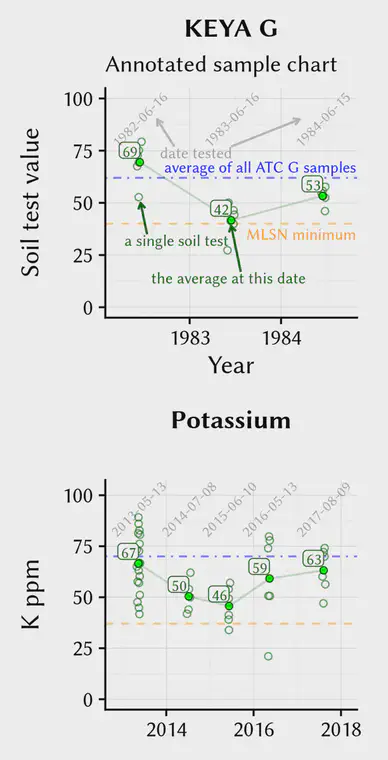 KEYA G
Annotated sample chart
100
75
50
25
0
Soil test value
1982-06-16
1983-06-16
1984-06-15
69
date tested
average of all ATC G samples
53
42
MLSN minimum
a single soil test
the average at this date
1983
1984
Year
Potassium
100
75
50
25
0
K ppm
2013-05-13
2014-07-08
2015-06-10
2016-05-13
2017-08-09
67
50
46
59
63
2014
2016
2018